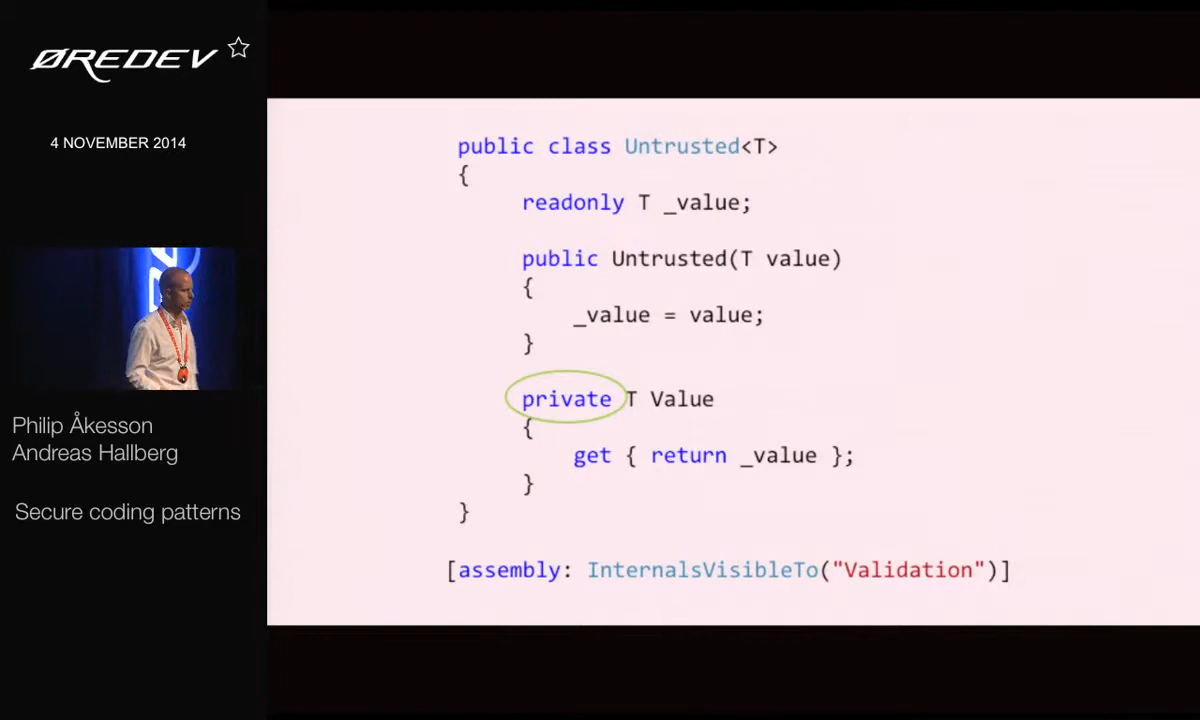 ØREDEV
4 NOVEMBER 2014
Philip Åkesson
Andreas Hallberg
Secure coding patterns
public class Untrusted<T>
{
readonly T _value;
public Untrusted(T value)
{
_value = value;
}
private T Value
{
get { return _value };
}
}
[assembly: InternalsVisibleTo("Validation")]